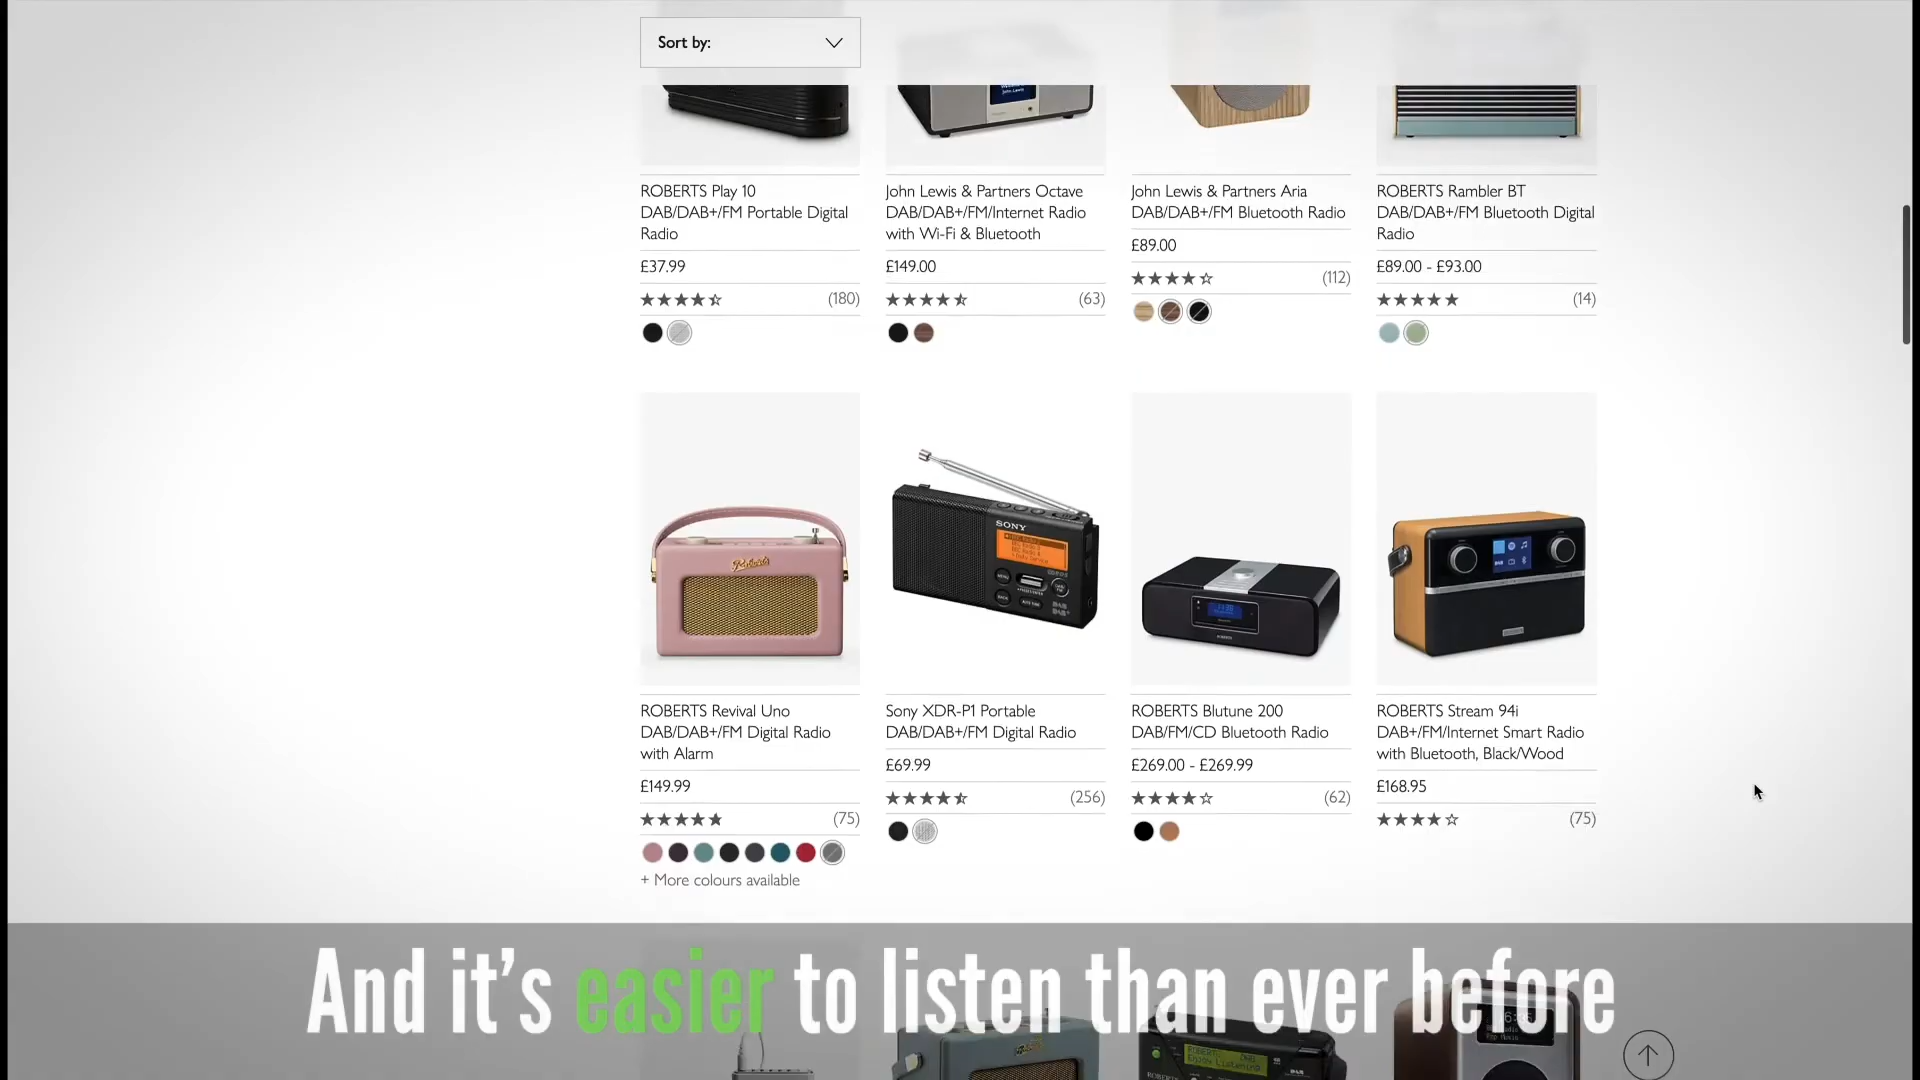 Sort by:
ROBERTS Play 10
DAB/DAB+/FM Portable Digital
Radio
£37.99
(180)
John Lewis & Partners Octave
DAB/DAB+/FM/Internet Radio
with Wi-Fi & Bluetooth
£149.00
(63)
John Lewis & Partners Aria
DAB/DAB+/FM Bluetooth Radio
£89.00
(112)
ROBERTS Rambler BT
DAB/DAB+/FM Bluetooth Digital
Radio
£89.00 - £93.00
(14)
Roberts
SONY
ROBERTS Revival Uno
DAB/DAB+/FM Digital Radio
with Alarm
£149.99
(75)
+ More colours available
Sony XDR-P1 Portable
DAB/DAB+/FM Digital Radio
£69.99
(256)
ROBERTS Blutune 200
DAB/FM/CD Bluetooth Radio
£269.00 - £269.99
(62)
ROBERTS Stream 94i
DAB+/FM/Internet Smart Radio
with Bluetooth, Black/Wood
£168.95
(75)
And it's easier to listen than ever before